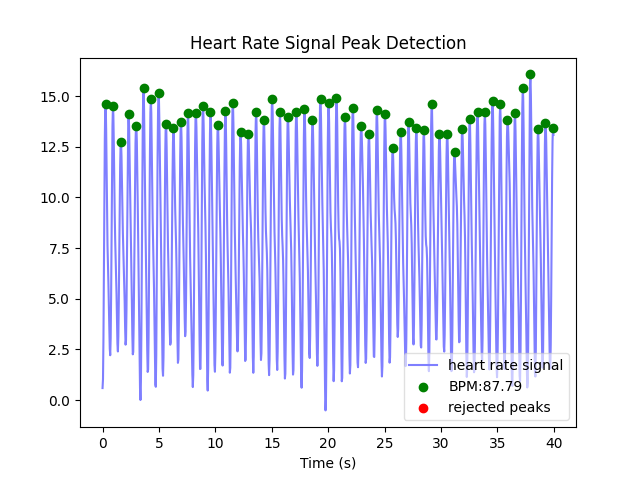 Heart Rate Signal Peak Detection
15.0
12.5
10.0
7.5
5.0
2.5
0.0
heart rate signal
BPM:87.79
rejected peaks
0 5 10 15 20 25 30 35 40
Time (s)